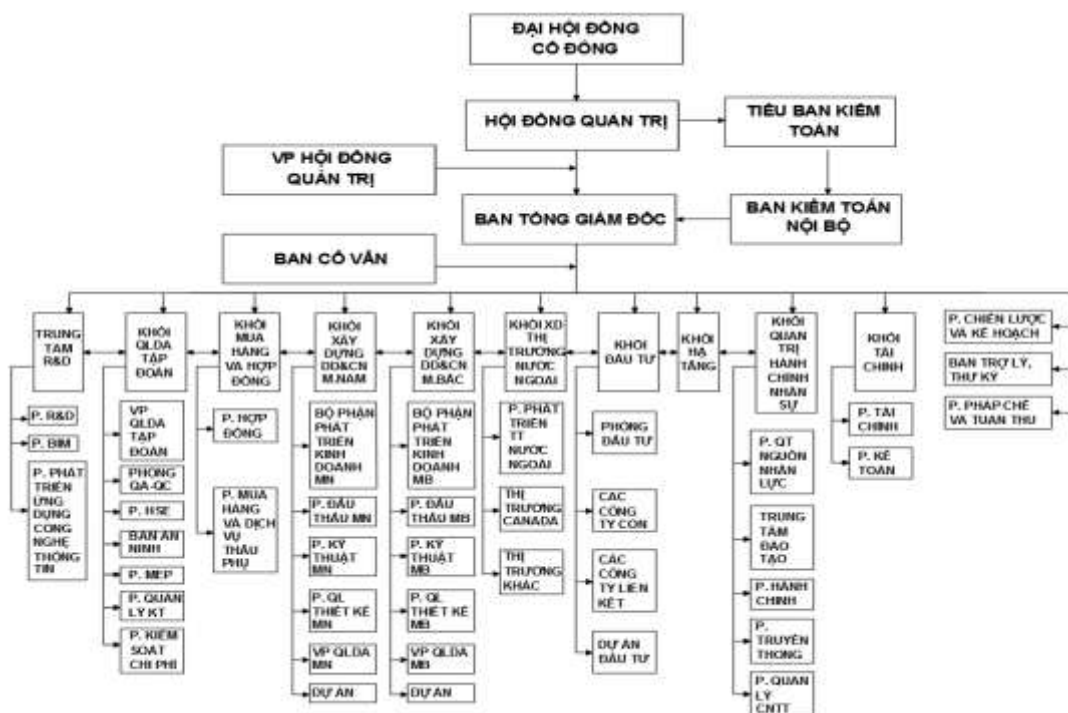 ĐẠI HỘI ĐỒNG
CỔ ĐÔNG
HỘI ĐỒNG QUẢN TRỊ
TIỂU BAN KIỂM
TOÁN
VP HỘI ĐỒNG
QUẢN TRỊ
BAN TỔNG GIÁM ĐỐC
BAN KIỂM TOÁN
NỘI BỘ
BAN CỐ VẤN
TRUNG
TÂM
R&D
P. R&D
P. BIM
P. PHÁT
TRIỂN
ỨNG
DỤNG
CÔNG
NGHỆ
THÔNG
TIN
KHỐI
QLDA
TẬP
ĐOÀN
VP
QLDA
TẬP
ĐOÀN
PHÒNG
QA-QC
P. HSE
BAN AN
NINH
P. MEP
P. QUẢN
LÝ KT
P. KIỂM
SOÁT
CHI PHÍ
KHỐI
MUA
HÀNG
VÀ HỢP
ĐỒNG
P. HỢP
ĐỒNG
P. MUA
HÀNG
VÀ DỊCH
VỤ
THẦU
PHỤ
KHỐI
XÂY
DỰNG
DD&CN
M.NAM
BỘ PHẬN
PHÁT
TRIỂN
KINH
DOANH MN
P. ĐẤU
THẦU MN
P. KỸ
THUẬT
MN
P. QL
THIẾT KẾ
MN
VP QLDA
MN
DỰ ÁN
KHỐI
XÂY
DỰNG
DD&CN
M.BẮC
BỘ PHẬN
PHÁT
TRIỂN
KINH
DOANH MB
P. ĐẤU
THẦU MB
P. KỸ
THUẬT MB
P. QL
THIẾT KẾ
MB
VP QLDA
MB
DỰ ÁN
KHỐI XD
THỊ
TRƯỜNG
NƯỚC
NGOÀI
P. PHÁT
TRIỂN
TT
NƯỚC
NGOÀI
THỊ
TRƯỜNG
CANADA
THỊ
TRƯỜNG
KHÁC
KHỐI
ĐẦU TƯ
PHÒNG
ĐẦU TƯ
CÁC
CÔNG
TY CON
CÁC
CÔNG
TY LIÊN
KẾT
DỰ ÁN
ĐẦU TƯ
KHỐI
HẠ
TẦNG
KHỐI
QUẢN
TRỊ
HÀNH
CHÍNH
NHÂN
SỰ
P. QT
NGUỒN
NHÂN
LỰC
TRUNG
TÂM
ĐÀO
TẠO
P. HÀNH
CHÍNH
P.
TRUYỀN
THÔNG
P. QUẢN
LÝ
CNTT
KHỐI
TÀI
CHÍNH
P. TÀI
CHÍNH
P. KẾ
TOÁN
P. CHIẾN LƯỢC
VÀ KẾ HOẠCH
BAN TRỢ LÝ,
THƯ KÝ
P. PHÁP CHẾ
VÀ TUÂN THỦ